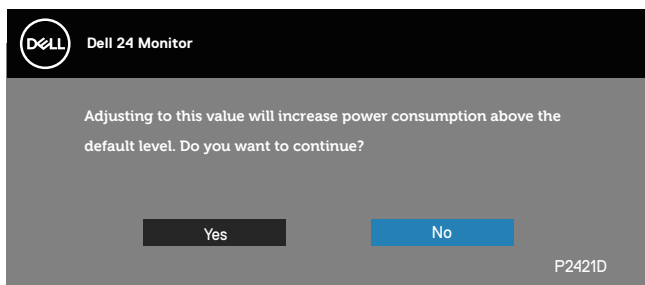 DELL
Dell 24 Monitor
Adjusting to this value will increase power consumption above the
default level. Do you want to continue?
Yes
No
P2421D